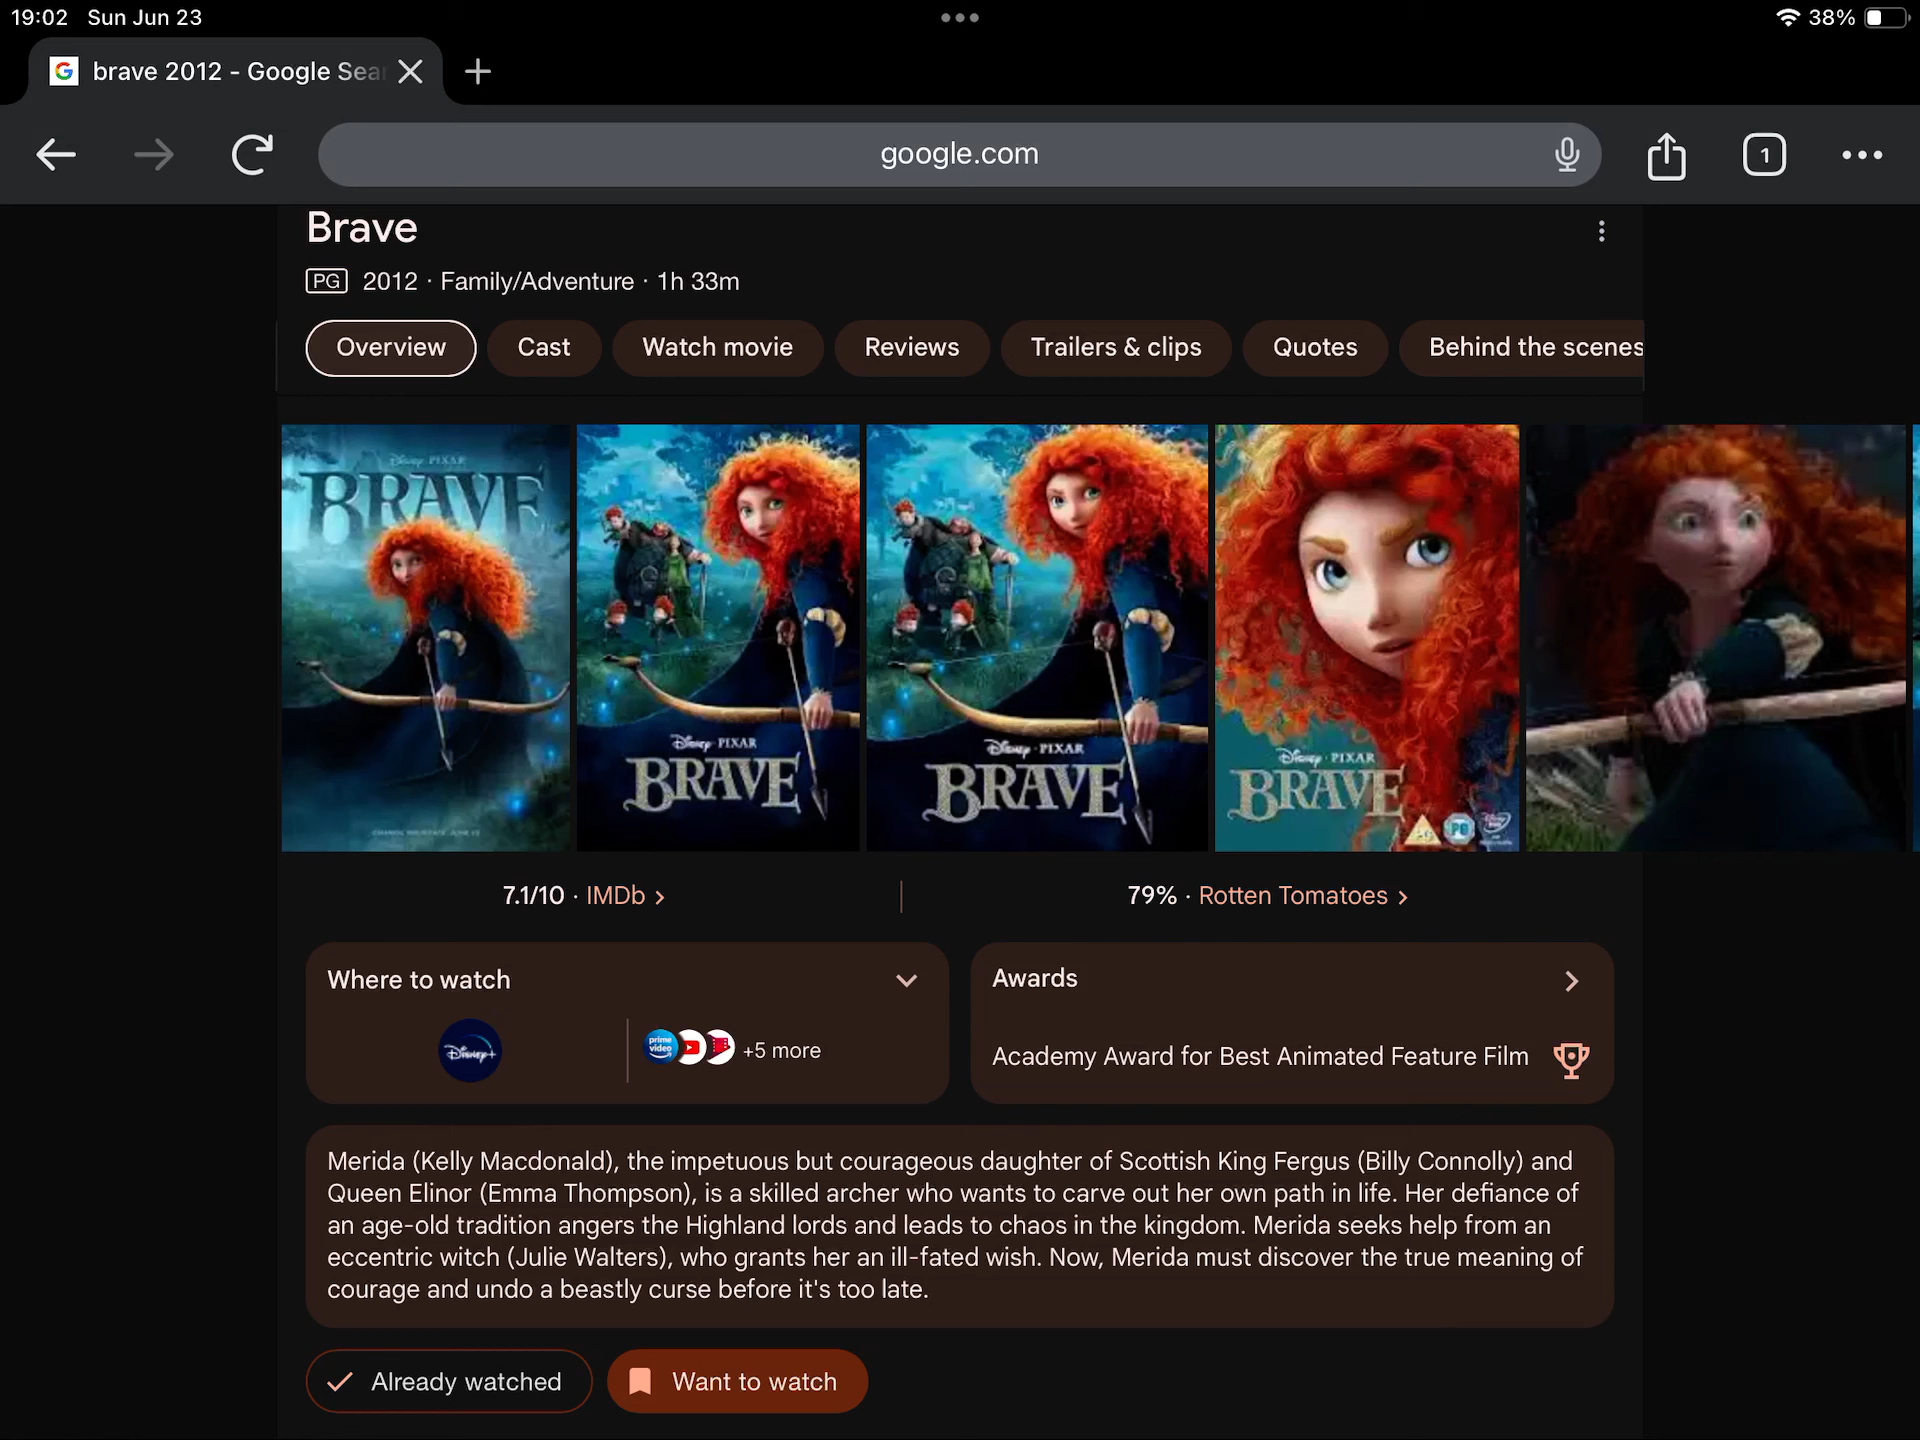 19:02 Sun Jun 23
38%
brave 2012 - Google Sea
google.com
1
Brave
PG 2012 · Family/Adventure · 1h 33m
Overview Cast Watch movie Reviews Trailers & clips Quotes Behind the scenes
Disney PIXAR
BRAVE
Disney · PIXAR
BRAVE
Disney · PIXAR
BRAVE
Disney · PIXAR
BRAVE
PG
7.1/10 · IMDb
79% · Rotten Tomatoes
Where to watch
Disney+
prime video
+5 more
Awards
Academy Award for Best Animated Feature Film
Merida (Kelly Macdonald), the impetuous but courageous daughter of Scottish King Fergus (Billy Connolly) and
Queen Elinor (Emma Thompson), is a skilled archer who wants to carve out her own path in life. Her defiance of
an age-old tradition angers the Highland lords and leads to chaos in the kingdom. Merida seeks help from an
eccentric witch (Julie Walters), who grants her an ill-fated wish. Now, Merida must discover the true meaning of
courage and undo a beastly curse before it's too late.
Already watched Want to watch